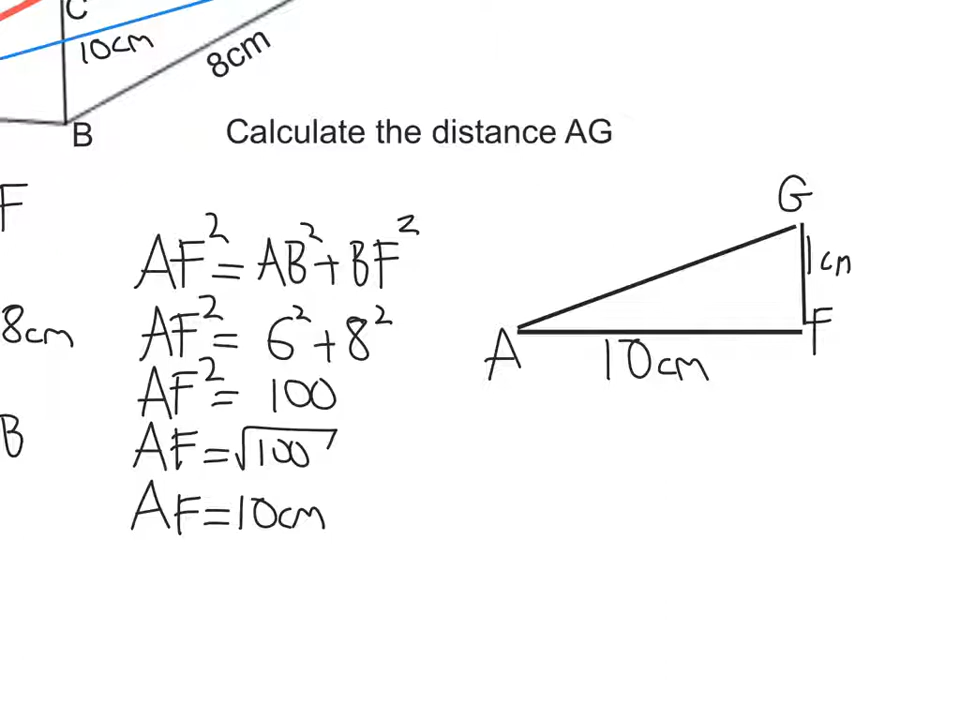 C
10cm
8cm
B
Calculate the distance AG
F
8cm
B
AF²=AB²+BF²
AF²= 6²+8²
AF²= 100
AF=√100
AF=10cm
G
1cm
F
A
10cm